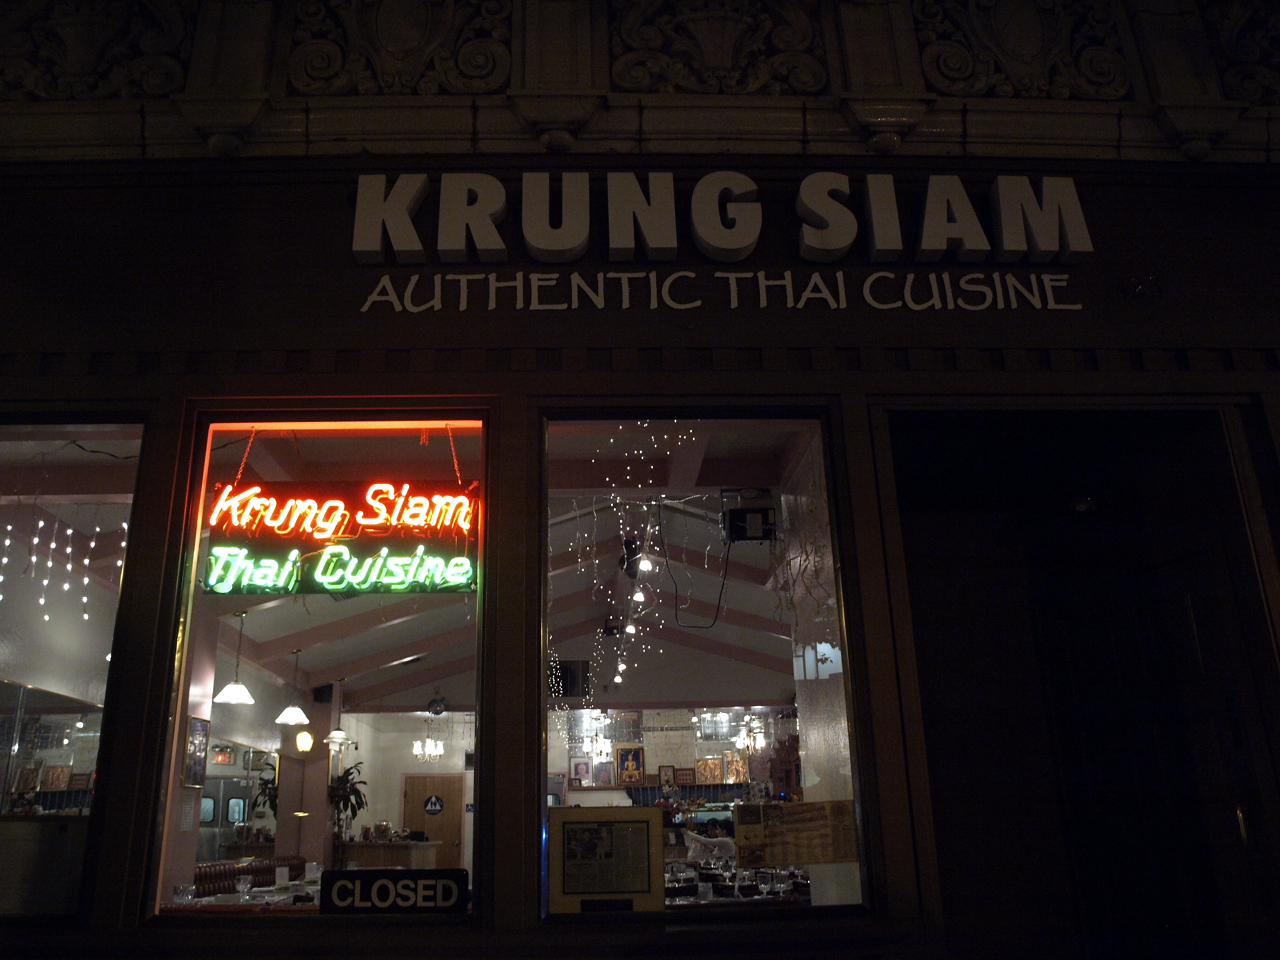 KRUNG SIAM
AUTHENTIC THAI CUISINE
Krung Siam
Thai Cuisine
CLOSED